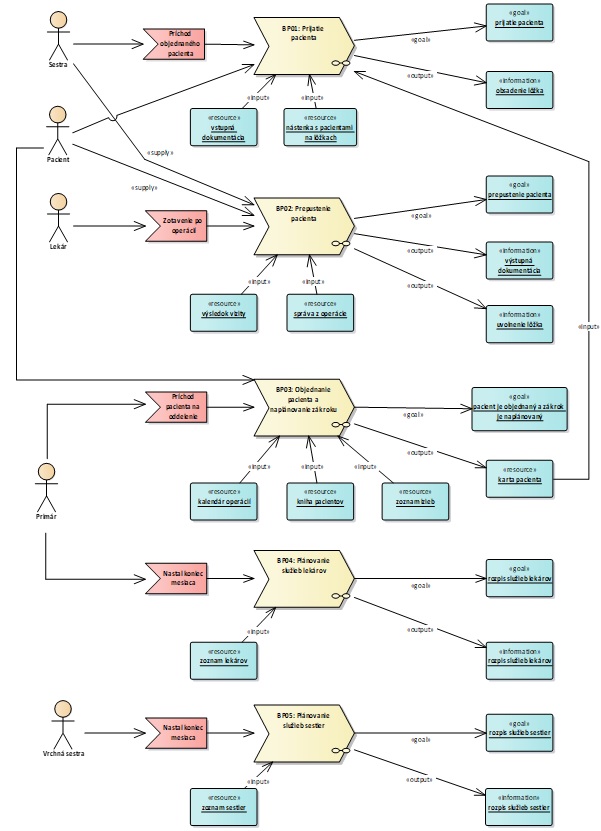 Sestra
Príchod
objednaného
pacienta
BP01: Prijatie
pacienta
«goal»
«goal»
prijatie pacienta
«output»
«information»
obsadenie lôžka
«input»
«input»
«resource»
vstupná
dokumentácia
«resource»
nástenka s pacientami
na lôžkach
Pacient
«supply»
«supply»
Lekár
Zotavenie po
operácií
BP02: Prepustenie
pacienta
«goal»
«goal»
prepustenie pacienta
«output»
«information»
výstupná
dokumentácia
«output»
«information»
uvolnenie lôžka
«input»
«input»
«resource»
výsledok vizity
«resource»
správa z operácie
«input»
Príchod
pacienta na
oddelenie
BP03: Objednanie
pacienta a
naplánovanie zákroku
«goal»
«goal»
pacient je objednaný a zákrok
je naplánovaný
«output»
«resource»
karta pacienta
«input»
«input»
«input»
«resource»
kalendár operácií
«resource»
kniha pacientov
«resource»
zoznam izieb
Primár
Nastal koniec
mesiaca
BP04: Plánovanie
služieb lekárov
«goal»
«goal»
rozpis služieb lekárov
«output»
«information»
rozpis služieb lekárov
«input»
«resource»
zoznam lekárov
Vrchná sestra
Nastal koniec
mesiaca
BP05: Plánovanie
služieb sestier
«goal»
«goal»
rozpis služieb sestier
«output»
«information»
rozpis služieb sestier
«input»
«resource»
zoznam sestier